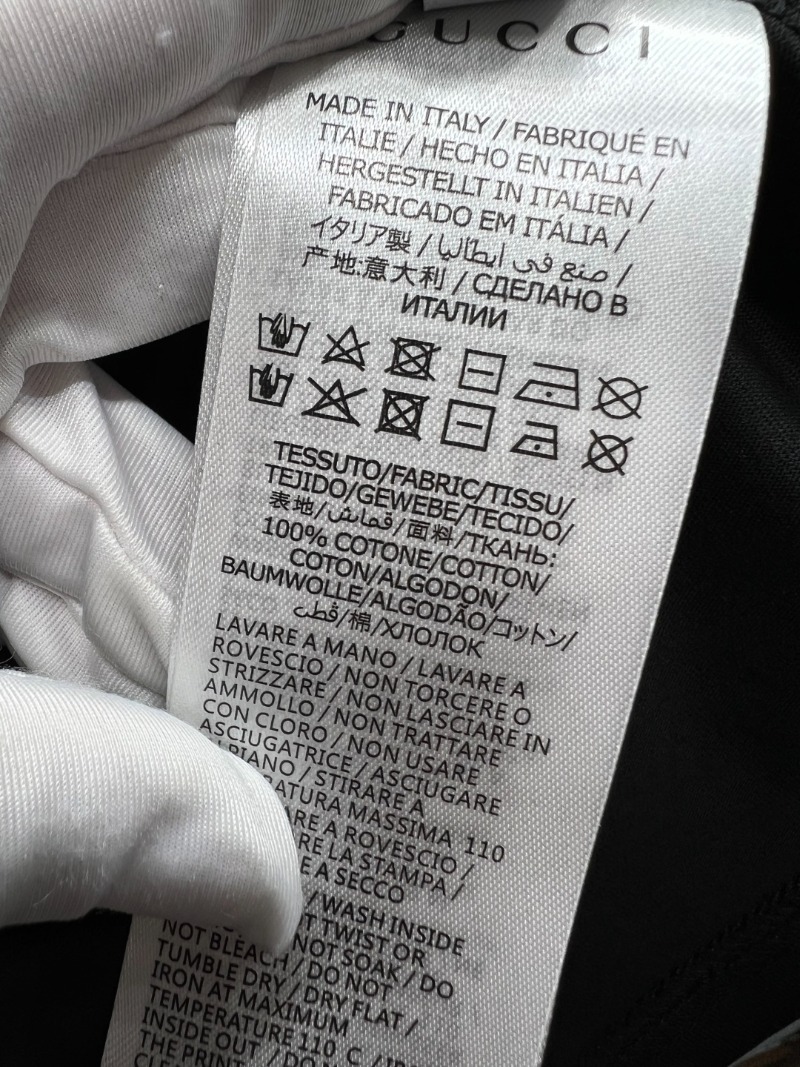 GUCCI
MADE IN ITALY / FABRIQUÉ EN
ITALIE / HECHO EN ITALIA /
HERGESTELLT IN ITALIEN /
FABRICADO EM ITÁLIA /
イタリア製 / صنع في ايطاليا /
产地:意大利 / СДЕЛАНО В
ИТАЛИИ
TESSUTO/FABRIC/TISSU/
TEJIDO/GEWEBE/TECIDO/
表地/قماش/面料/ТКАНЬ:
100% COTONE/COTTON/
COTON/ALGODON/
BAUMWOLLE/ALGODÃO/コットン/
قطن/棉/ХЛОПОК
LAVARE A MANO / LAVARE A
ROVESCIO / NON TORCERE O
STRIZZARE / NON LASCIARE IN
AMMOLLO / NON TRATTARE
CON CLORO / NON USARE
ASCIUGATRICE / ASCIUGARE
PIANO / STIRARE A
RATURA MASSIMA 110
RE A ROVESCIO /
RE LA STAMPA /
E A SECCO
/ WASH INSIDE
T TWIST OR
NOT SOAK / DO
NOT BLEACH / DO NOT
TUMBLE DRY / DRY FLAT /
IRON AT MAXIMUM
TEMPERATURE 110 C /
INSIDE OUT / DO
THE PRINT